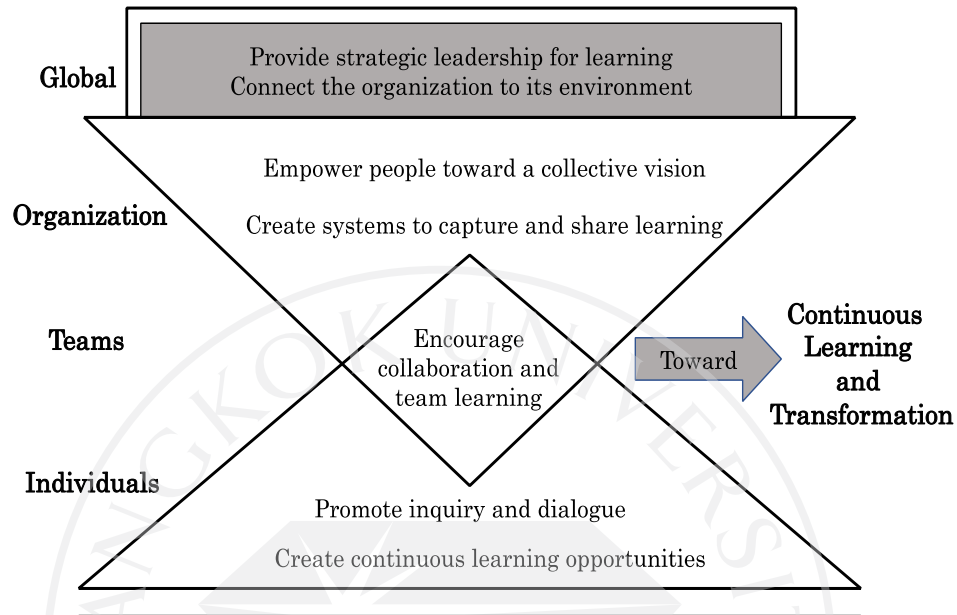 Global
Provide strategic leadership for learning
Connect the organization to its environment
Organization
Empower people toward a collective vision
Create systems to capture and share learning
Teams
Encourage
collaboration and
team learning
Toward
Continuous
Learning
and
Transformation
Individuals
Promote inquiry and dialogue
Create continuous learning opportunities
ANGKOK UNIVERSI